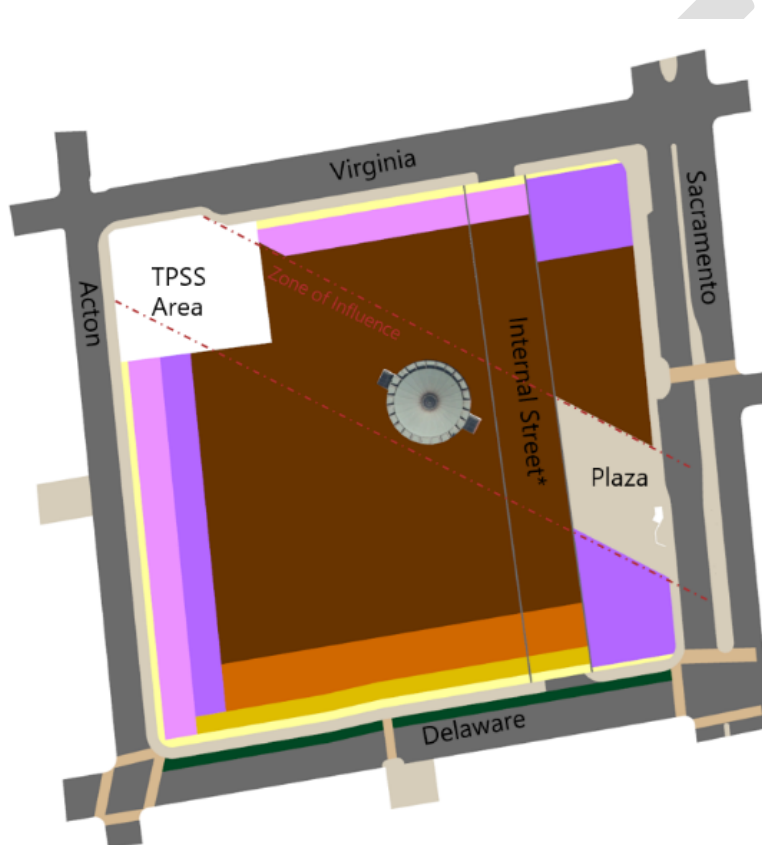 Virginia
Sacramento
TPSS
Area
Acton
Zone of Influence
Internal Street*
Plaza
Delaware